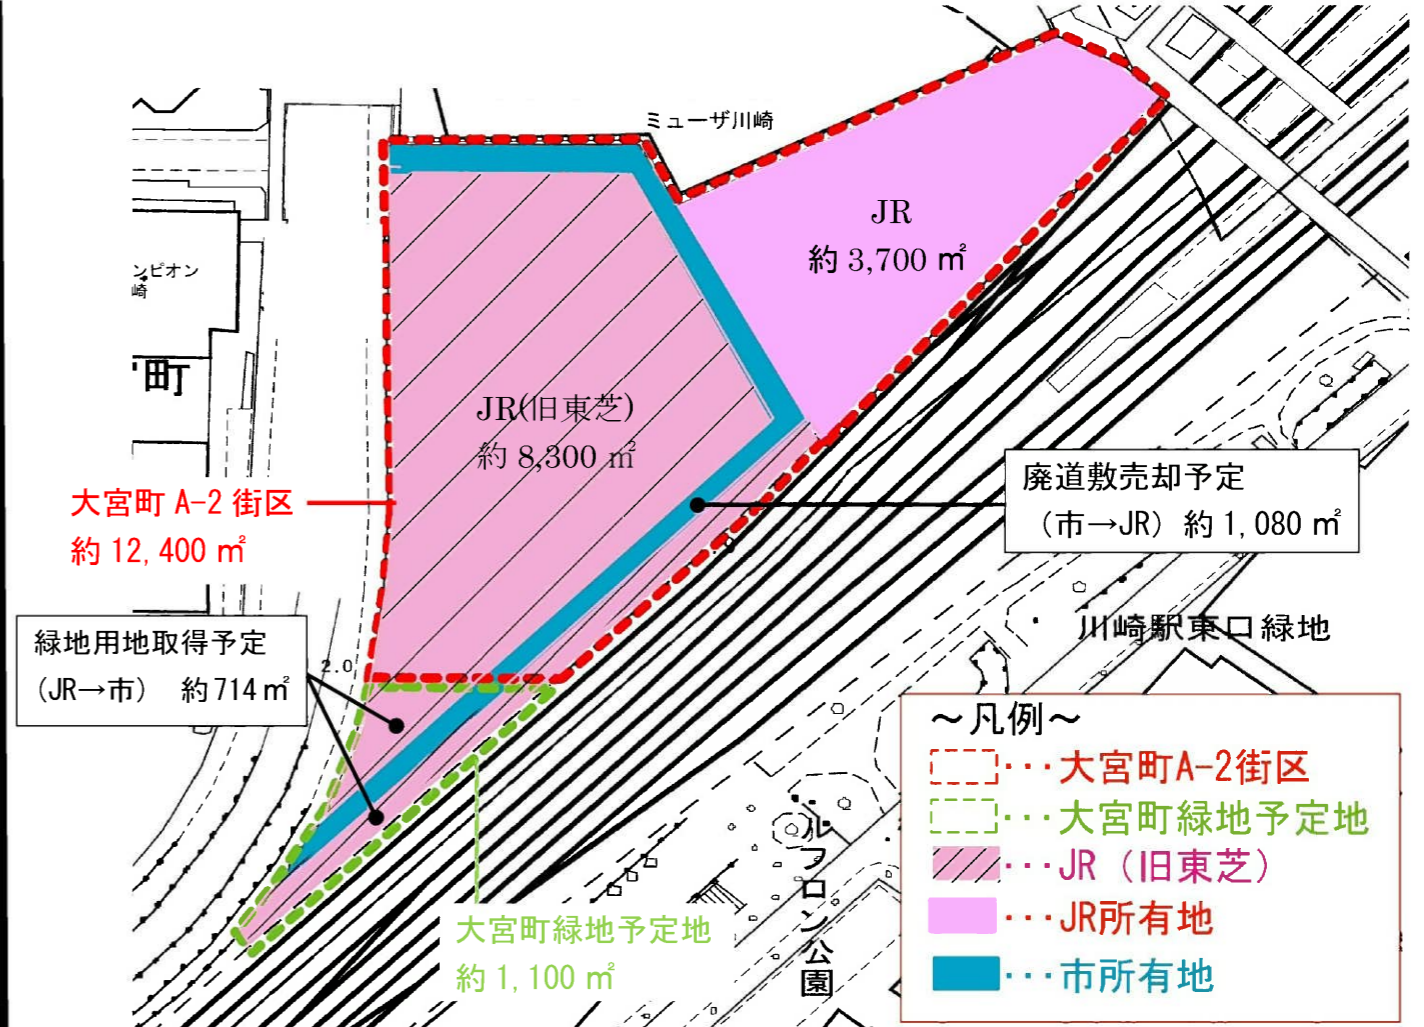 ミューザ川崎
JR
約 3,700 ㎡
ンピオン
崎
町
JR(旧東芝)
約 8,300 ㎡
大宮町 A-2 街区
約 12,400 ㎡
廃道敷売却予定
（市→JR）約 1,080 ㎡
緑地用地取得予定
（JR→市） 約 714 ㎡
2.0
川崎駅東口緑地
ルフロン公園
大宮町緑地予定地
約 1,100 ㎡
～凡例～
···大宮町A-2街区
···大宮町緑地予定地
···JR（旧東芝）
···JR所有地
···市所有地